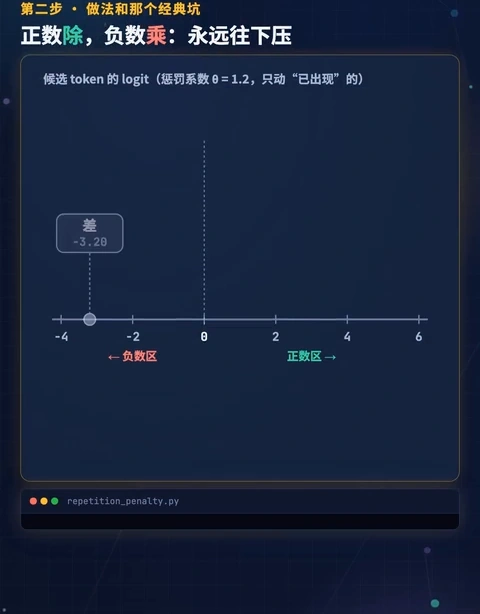 第二步 · 做法和那个经典坑
正数除，负数乘：永远往下压
候选 token 的 logit（惩罚系数 θ = 1.2，只动“已出现”的）
差
-3.20
-4 -2 0 2 4 6
← 负数区 正数区 →
repetition_penalty.py